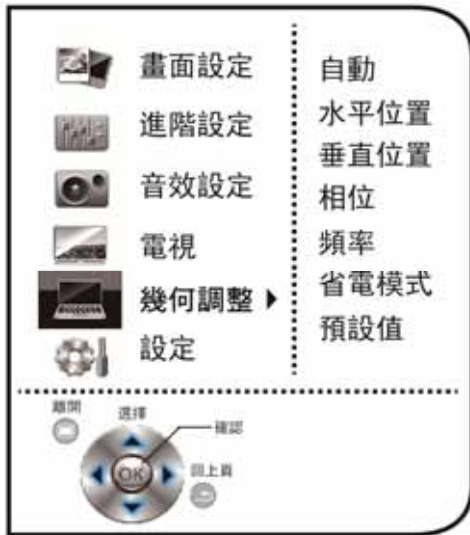 畫面設定
進階設定
音效設定
電視
幾何調整
設定
自動
水平位置
垂直位置
相位
頻率
省電模式
預設值
離開
選擇
確認
OK
回上頁